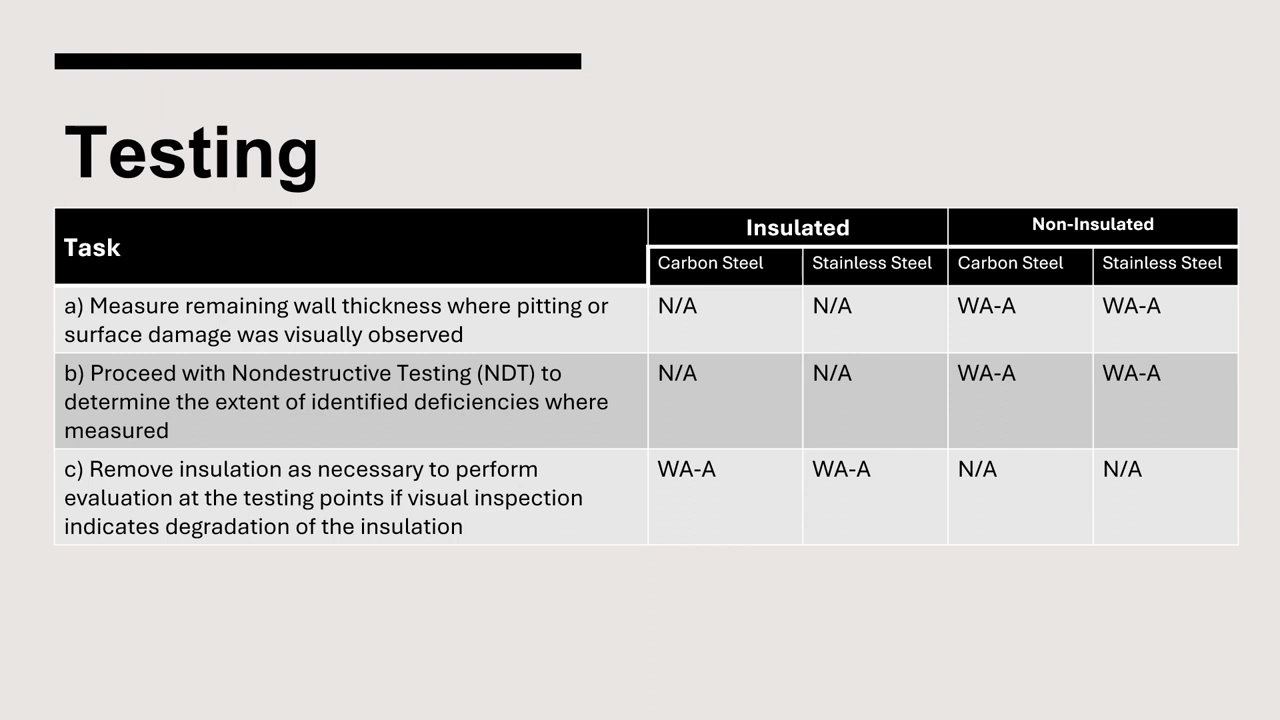 Testing
Task
Insulated
Non-Insulated
Carbon Steel
Stainless Steel
Carbon Steel
Stainless Steel
a) Measure remaining wall thickness where pitting or
surface damage was visually observed
N/A
N/A
WA-A
WA-A
b) Proceed with Nondestructive Testing (NDT) to
determine the extent of identified deficiencies where
measured
N/A
N/A
WA-A
WA-A
c) Remove insulation as necessary to perform
evaluation at the testing points if visual inspection
indicates degradation of the insulation
WA-A
WA-A
N/A
N/A